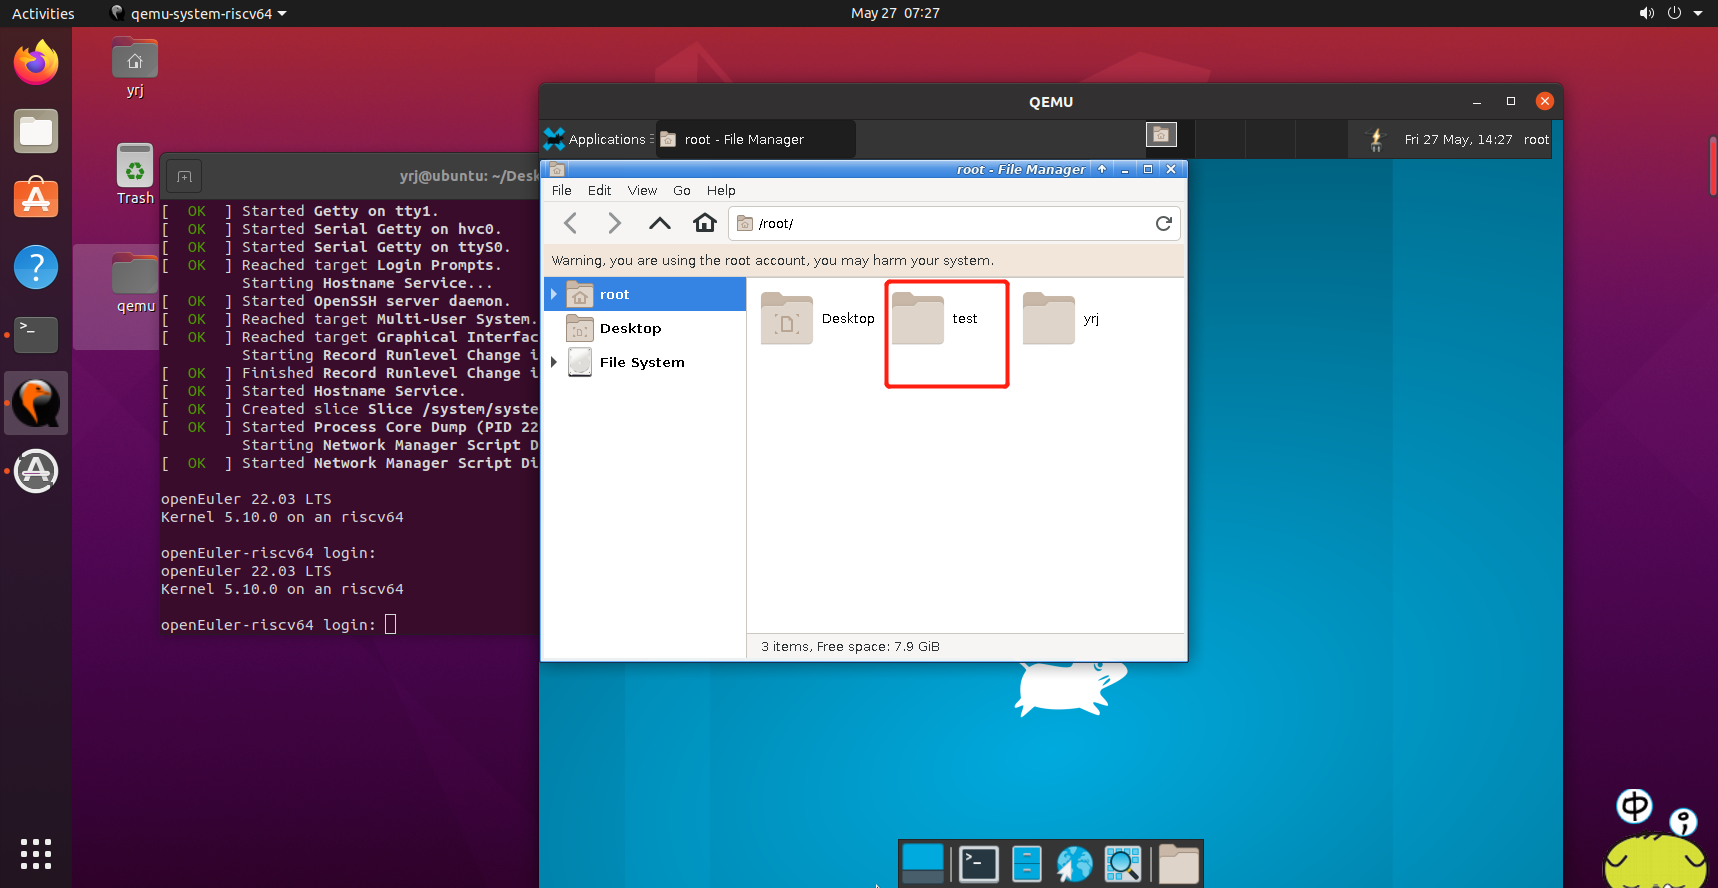 Activities
qemu-system-riscv64
May 27 07:27
yrj
Trash
qemu
yrj@ubuntu: ~/Desk
[  OK  ] Started Getty on tty1.
[  OK  ] Started Serial Getty on hvc0.
[  OK  ] Started Serial Getty on ttyS0.
[  OK  ] Reached target Login Prompts.
Starting Hostname Service...
[  OK  ] Started OpenSSH server daemon.
[  OK  ] Reached target Multi-User System.
[  OK  ] Reached target Graphical Interfac
Starting Record Runlevel Change i
[  OK  ] Finished Record Runlevel Change i
[  OK  ] Started Hostname Service.
[  OK  ] Created slice Slice /system/syste
[  OK  ] Started Process Core Dump (PID 22
Starting Network Manager Script D
[  OK  ] Started Network Manager Script Di
openEuler 22.03 LTS
Kernel 5.10.0 on an riscv64
openEuler-riscv64 login:
openEuler 22.03 LTS
Kernel 5.10.0 on an riscv64
openEuler-riscv64 login:
QEMU
Applications
root - File Manager
Fri 27 May, 14:27
root
root - File Manager
File Edit View Go Help
/root/
Warning, you are using the root account, you may harm your system.
root
Desktop
File System
Desktop
test
yrj
3 items, Free space: 7.9 GiB
中
；